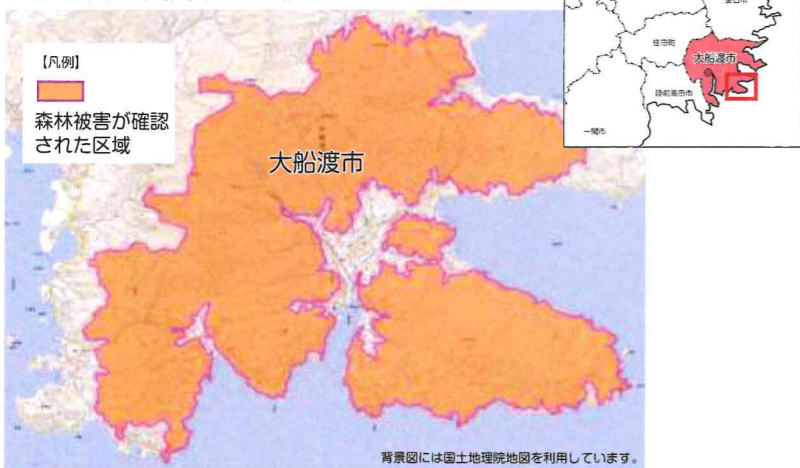 【凡例】
森林被害が確認
された区域
大船渡市
住田町
大船渡市
陸前高田市
一関市
背景図には国土地理院地図を利用しています。